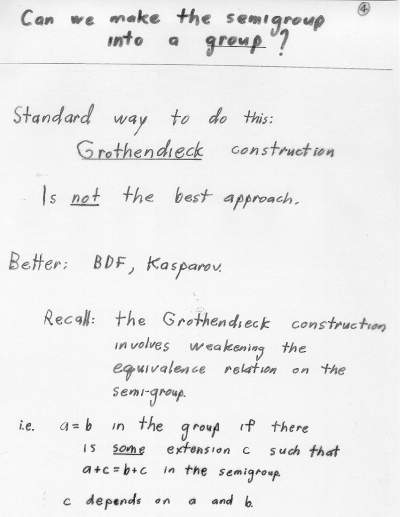 ④
Can we make the semigroup
into a group?
Standard way to do this:
Grothendieck construction
Is not the best approach.
Better: BDF, Kasparov.
Recall: the Grothendieck construction
involves weakening the
equivalence relation on the
semi-group.
i.e. a=b in the group if there
is some extension c such that
a+c=b+c in the semigroup.
c depends on a and b.